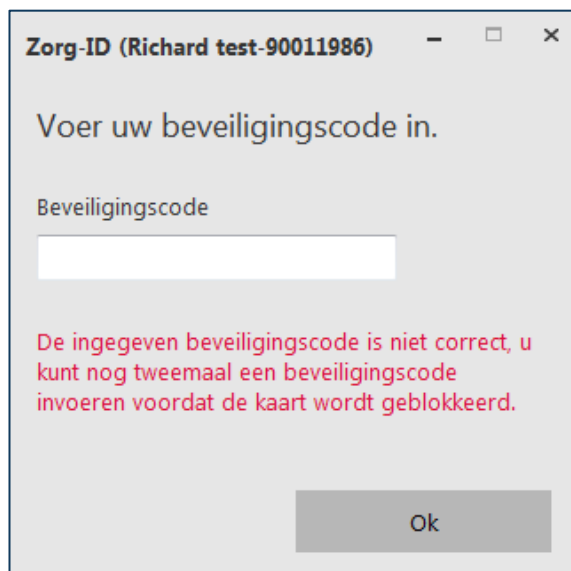 Zorg-ID (Richard test-90011986)
Voer uw beveiligingscode in.
Beveiligingscode
De ingegeven beveiligingscode is niet correct, u
kunt nog tweemaal een beveiligingscode
invoeren voordat de kaart wordt geblokkeerd.
Ok